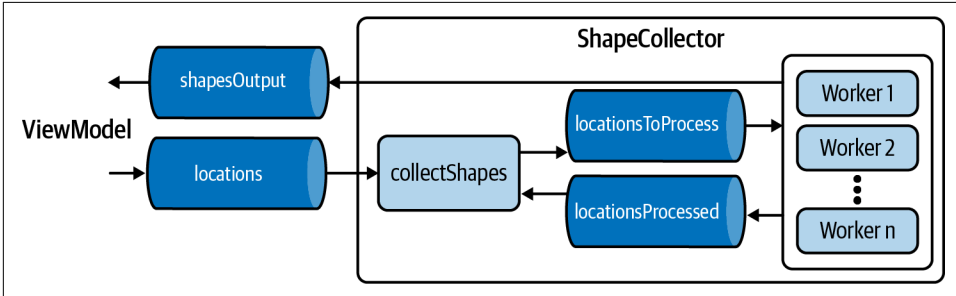 ShapeCollector
shapesOutput
ViewModel
locations
collectShapes
locationsToProcess
locationsProcessed
Worker 1
Worker 2
Worker n